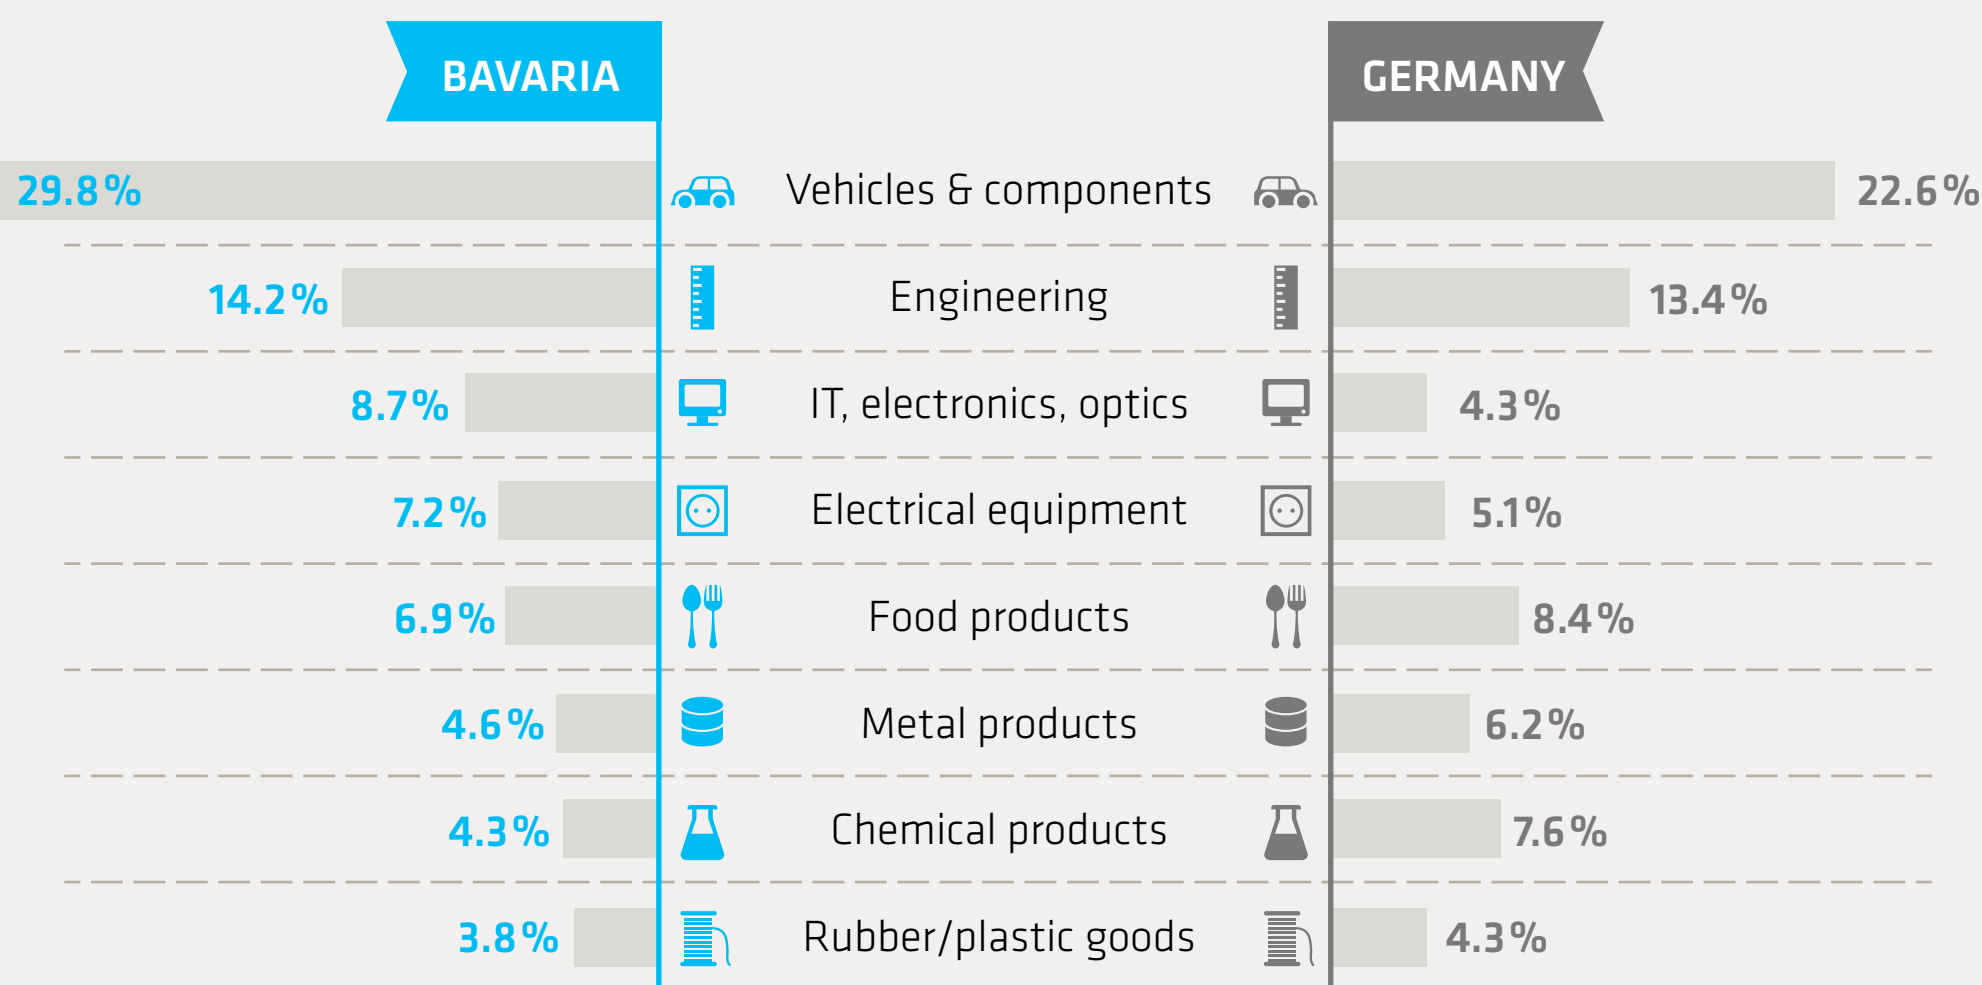 BAVARIA GERMANY
29.8% Vehicles & components 22.6%
14.2% Engineering 13.4%
8.7% IT, electronics, optics 4.3%
7.2% Electrical equipment 5.1%
6.9% Food products 8.4%
4.6% Metal products 6.2%
4.3% Chemical products 7.6%
3.8% Rubber/plastic goods 4.3%